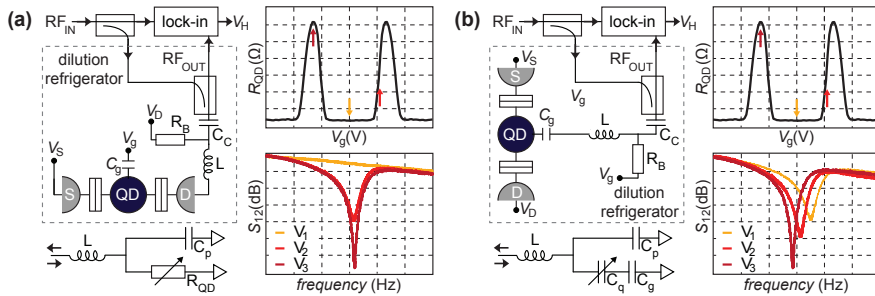 (a)
RF_IN
lock-in
V_H
dilution
refrigerator
RF_OUT
V_D
R_B
C_C
L
V_S
V_g
C_g
S
QD
D
L
C_p
R_QD
R_QD(Ω)
V_g(V)
S_12(dB)
V_1
V_2
V_3
frequency (Hz)
(b)
RF_IN
lock-in
V_H
V_S
S
V_g
RF_OUT
QD
C_g
L
C_C
R_B
V_g
D
V_D
dilution
refrigerator
L
C_p
C_q
C_g
R_QD(Ω)
V_g(V)
S_12(dB)
V_1
V_2
V_3
frequency (Hz)